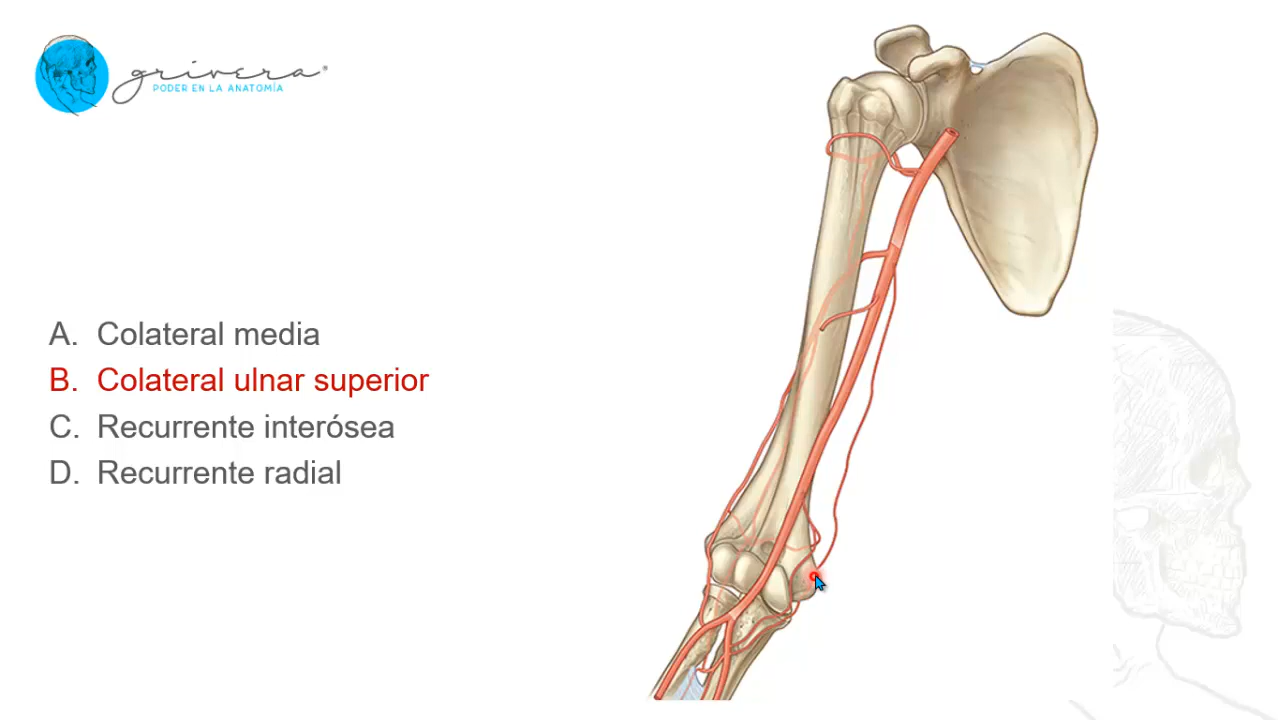 grivera®
PODER EN LA ANATOMÍA
A. Colateral media
B. Colateral ulnar superior
C. Recurrente interósea
D. Recurrente radial